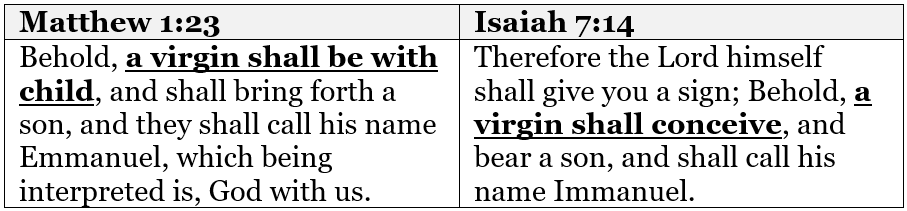 Matthew 1:23
Behold, a virgin shall be with
child, and shall bring forth a
son, and they shall call his name
Emmanuel, which being
interpreted is, God with us.
Isaiah 7:14
Therefore the Lord himself
shall give you a sign; Behold, a
virgin shall conceive, and
bear a son, and shall call his
name Immanuel.